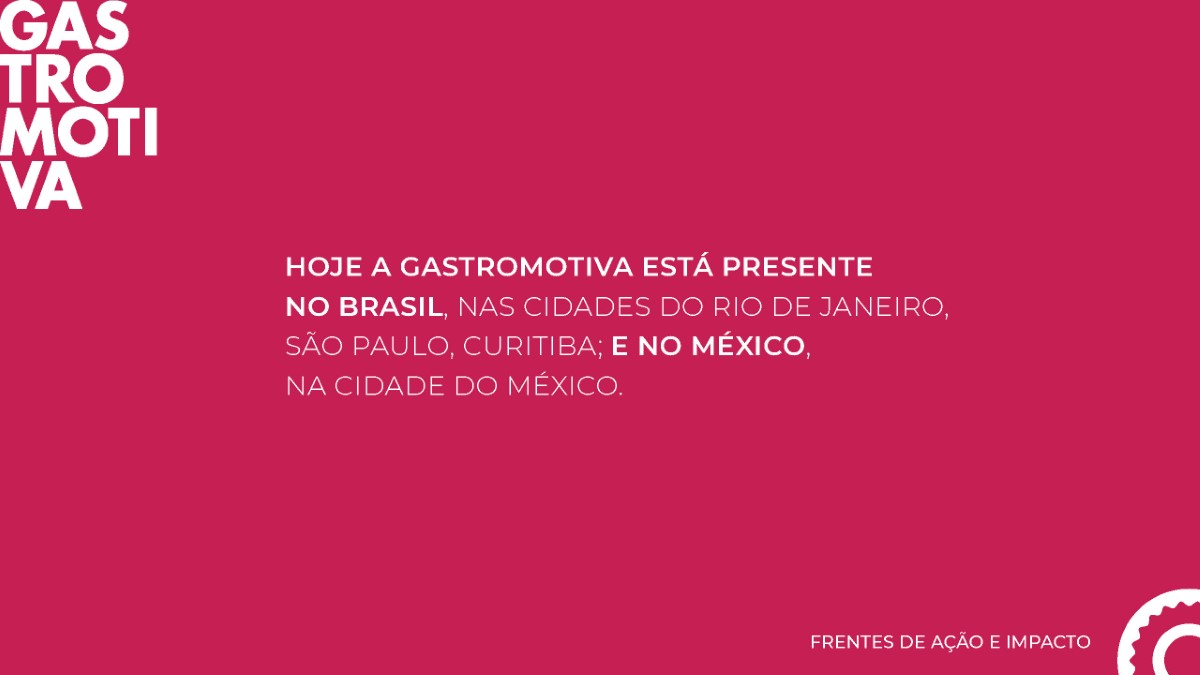 GAS
TRO
MOTI
VA
HOJE A GASTROMOTIVA ESTÁ PRESENTE
NO BRASIL, NAS CIDADES DO RIO DE JANEIRO,
SÃO PAULO, CURITIBA; E NO MÉXICO,
NA CIDADE DO MÉXICO.
FRENTES DE AÇÃO E IMPACTO